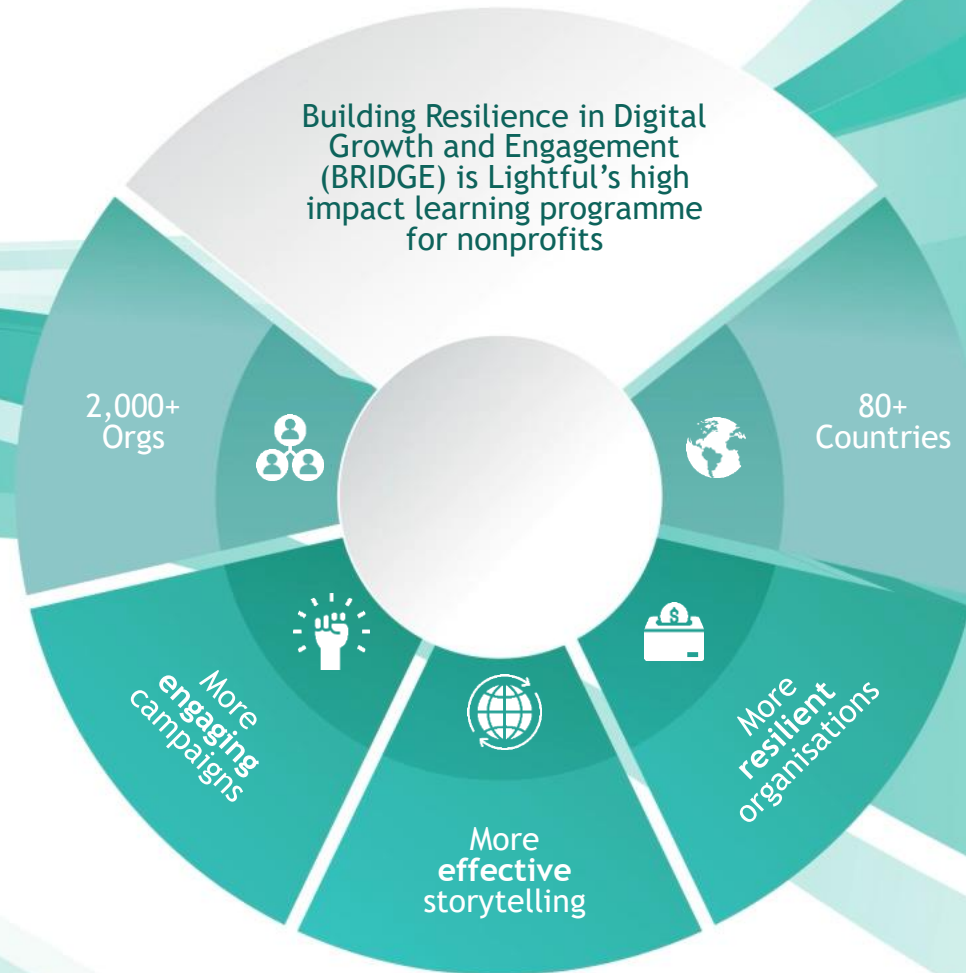 Building Resilience in Digital
Growth and Engagement
(BRIDGE) is Lightful’s high
impact learning programme
for nonprofits
2,000+
Orgs
80+
Countries
More
engaging
campaigns
More
effective
storytelling
More
resilient
organisations
$